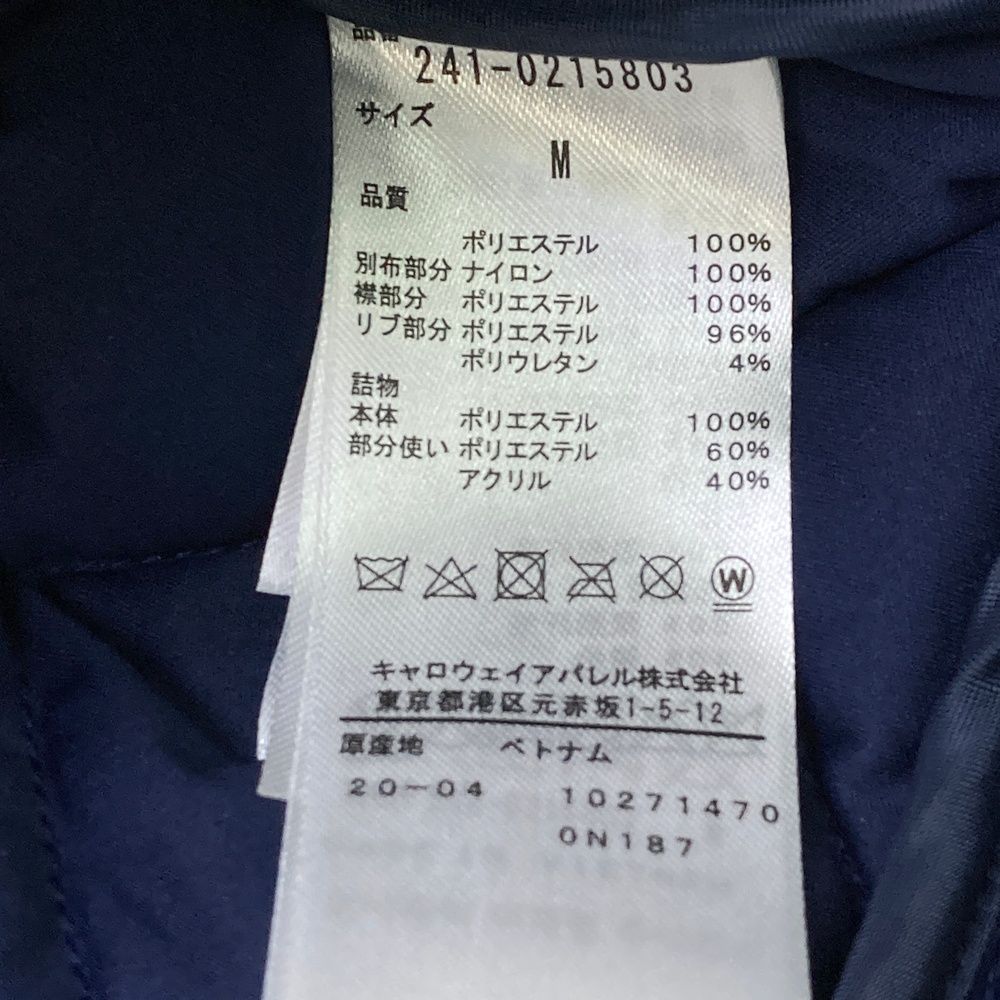 品番
241-0215803
サイズ
M
品質
ポリエステル 100%
別布部分 ナイロン 100%
襟部分 ポリエステル 100%
リブ部分 ポリエステル 96%
ポリウレタン 4%
詰物
本体 ポリエステル 100%
部分使い ポリエステル 60%
アクリル 40%
W
キャロウェイアパレル株式会社
東京都港区元赤坂1-5-12
原産地 ベトナム
20-04 10271470
0N187